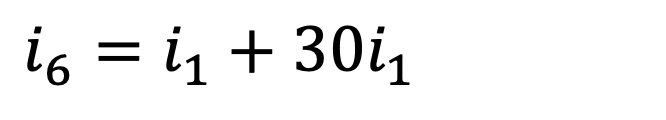 i₆ = i₁ + 30i₁